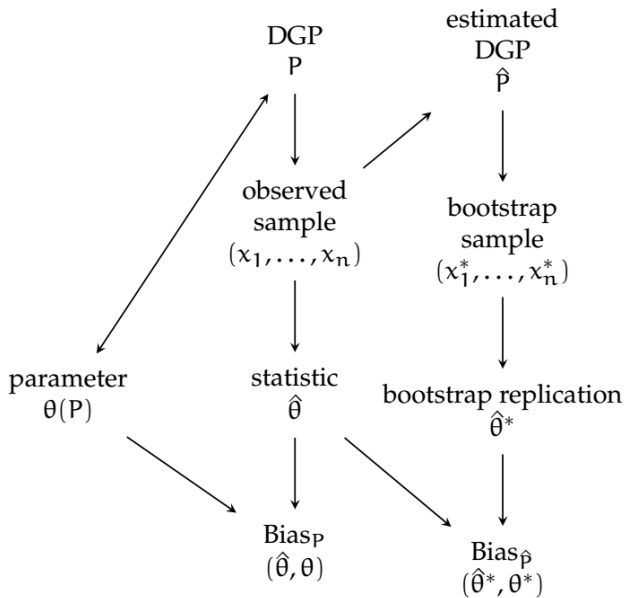 DGP
P
estimated
DGP
P̂
observed
sample
(x₁, . . . , xₙ)
bootstrap
sample
(x₁*, . . . , xₙ*)
parameter
θ(P)
statistic
θ̂
bootstrap replication
θ̂*
Bias_P
(θ̂, θ)
Bias_P̂
(θ̂*, θ*)